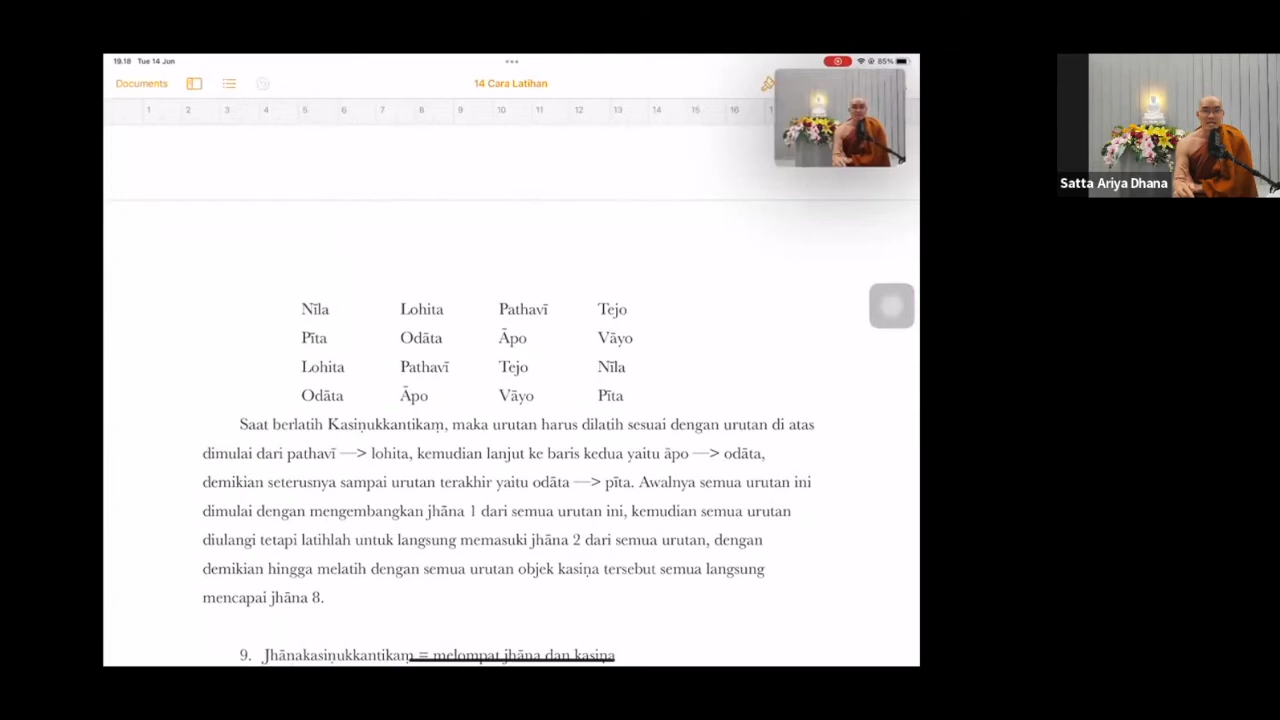 19.18 Tue 14 Jun
85%
Documents
14 Cara Latihan
1 2 3 4 5 6 7 8 9 10 11 12 13 14 15 16
Satta Ariya Dhana
Nīla Lohita Pathavī Tejo
Pīta Odāta Āpo Vāyo
Lohita Pathavī Tejo Nīla
Odāta Āpo Vāyo Pīta
Saat berlatih Kasiṇukkantikaṃ, maka urutan harus dilatih sesuai dengan urutan di atas
dimulai dari pathavī —> lohita, kemudian lanjut ke baris kedua yaitu āpo —> odāta,
demikian seterusnya sampai urutan terakhir yaitu odāta —> pīta. Awalnya semua urutan ini
dimulai dengan mengembangkan jhāna 1 dari semua urutan ini, kemudian semua urutan
diulangi tetapi latihlah untuk langsung memasuki jhāna 2 dari semua urutan, dengan
demikian hingga melatih dengan semua urutan objek kasiṇa tersebut semua langsung
mencapai jhāna 8.
9. Jhānakasiṇukkantikaṃ = melompat jhāna dan kasiṇa